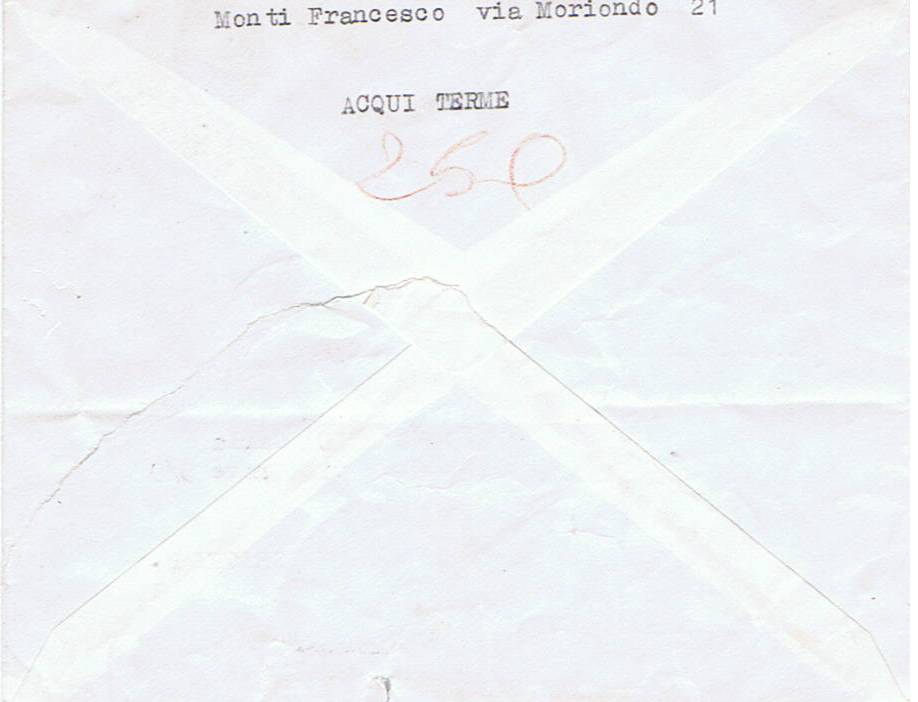 Monti Francesco via Moriondo 21
ACQUI TERME
250